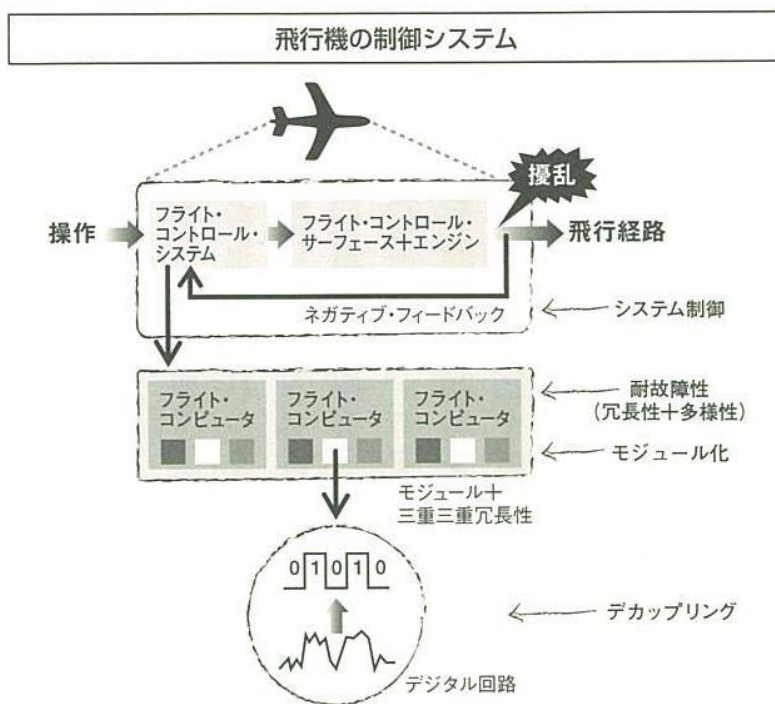 飛行機の制御システム
擾乱
操作
フライト・
コントロール・
システム
フライト・コントロール・
サーフェース＋エンジン
飛行経路
ネガティブ・フィードバック
システム制御
フライト・
コンピュータ
フライト・
コンピュータ
フライト・
コンピュータ
耐故障性
(冗長性＋多様性)
モジュール化
モジュール＋
三重三重冗長性
0 1 0 1 0
デカップリング
デジタル回路